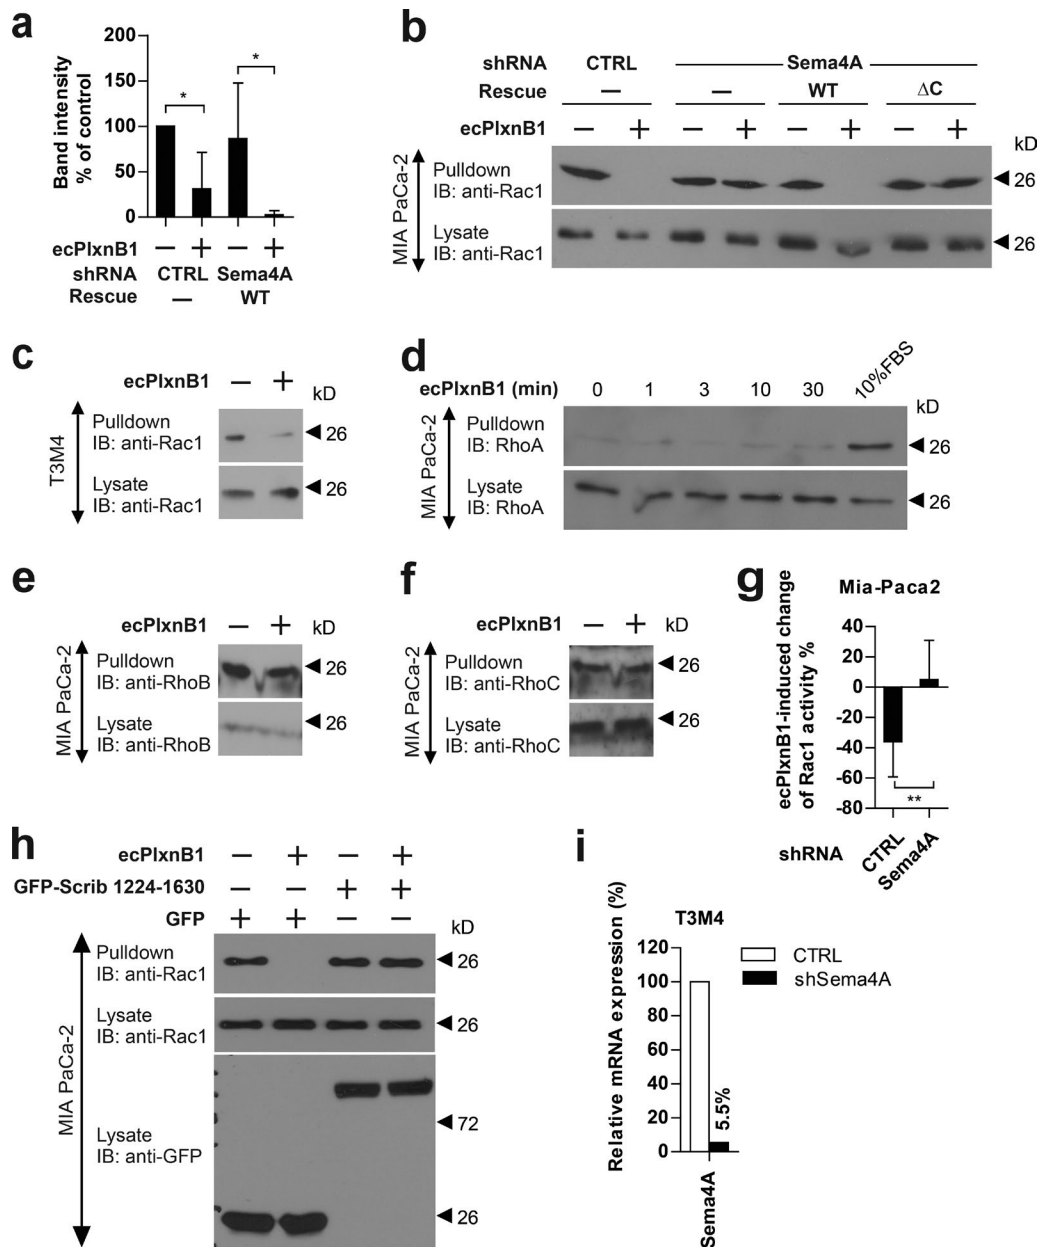 a
200
150
100
50
0
Band intensity
% of control
*
*
ecPlxnB1 — + — +
shRNA CTRL Sema4A
Rescue — WT
b
shRNA CTRL Sema4A
Rescue — — WT ΔC
ecPlxnB1 — + — + — + — +
kD
MIA PaCa-2
Pulldown
IB: anti-Rac1
26
Lysate
IB: anti-Rac1
26
c
ecPlxnB1 — +
kD
T3M4
Pulldown
IB: anti-Rac1
26
Lysate
IB: anti-Rac1
26
d
ecPlxnB1 (min) 0 1 3 10 30 10%FBS
kD
MIA PaCa-2
Pulldown
IB: RhoA
26
Lysate
IB: RhoA
26
e
ecPlxnB1 — +
kD
MIA PaCa-2
Pulldown
IB: anti-RhoB
26
Lysate
IB: anti-RhoB
26
f
ecPlxnB1 — +
kD
MIA PaCa-2
Pulldown
IB: anti-RhoC
26
Lysate
IB: anti-RhoC
26
g
Mia-Paca2
ecPlxnB1-induced change
of Rac1 activity %
40
20
0
-20
-40
-60
-80
**
shRNA CTRL Sema4A
h
ecPlxnB1 — + — +
GFP-Scrib 1224-1630 — — + +
GFP + + — —
kD
MIA PaCa-2
Pulldown
IB: anti-Rac1
26
Lysate
IB: anti-Rac1
26
Lysate
IB: anti-GFP
72
26
i
T3M4
Relative mRNA expression (%)
120
100
80
60
40
20
0
5.5%
Sema4A
CTRL
shSema4A